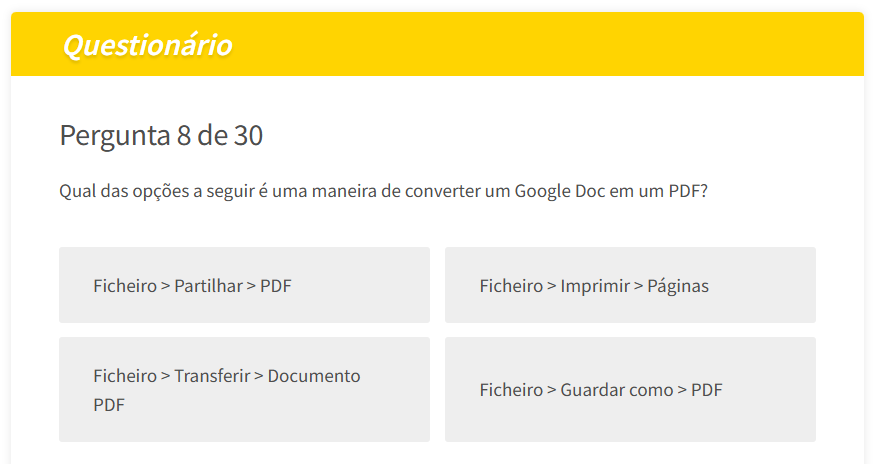 Questionário
Pergunta 8 de 30
Qual das opções a seguir é uma maneira de converter um Google Doc em um PDF?
Ficheiro > Partilhar > PDF
Ficheiro > Imprimir > Páginas
Ficheiro > Transferir > Documento
PDF
Ficheiro > Guardar como > PDF